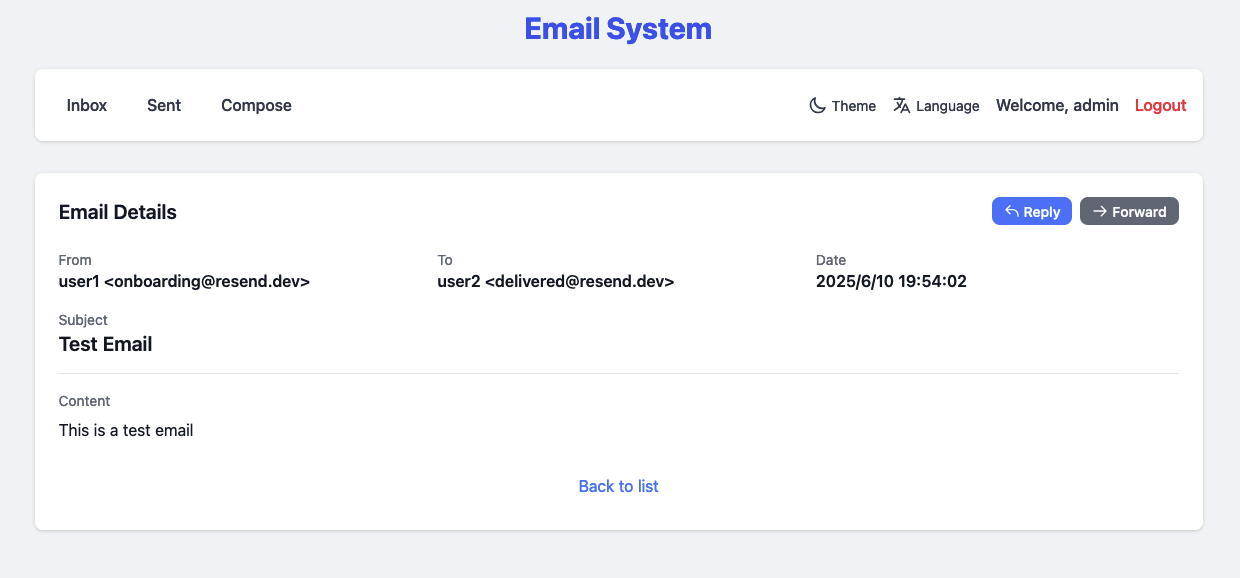 Email System
Inbox Sent Compose Theme Language Welcome, admin Logout
Email Details Reply Forward
From To Date
user1 <onboarding@resend.dev> user2 <delivered@resend.dev> 2025/6/10 19:54:02
Subject
Test Email
Content
This is a test email
Back to list